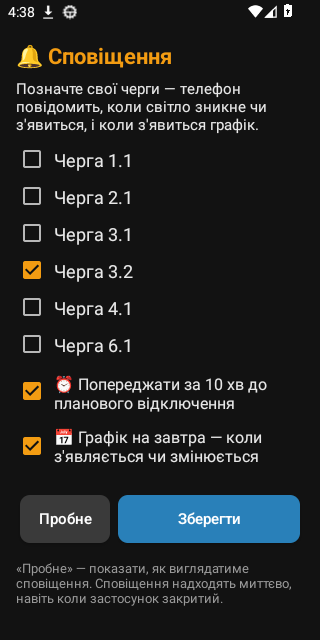 4:38
🔔 Сповіщення
Позначте свої черги — телефон
повідомить, коли світло зникне чи
з'явиться, і коли з'явиться графік.
Черга 1.1
Черга 2.1
Черга 3.1
Черга 3.2
Черга 4.1
Черга 6.1
⏰ Попереджати за 10 хв до
планового відключення
📅 Графік на завтра — коли
з'являється чи змінюється
Пробне
Зберегти
«Пробне» — показати, як виглядатиме
сповіщення. Сповіщення надходять миттєво,
навіть коли застосунок закритий.